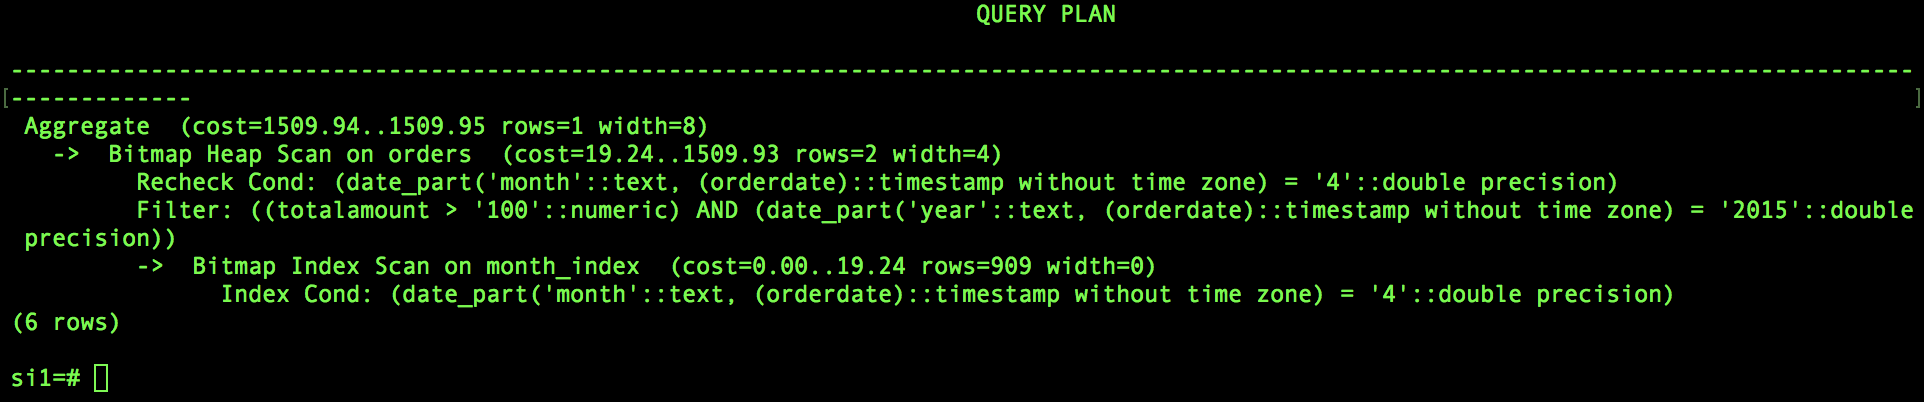 QUERY PLAN
----------------------------------------------------------------------------------------------------------------------------------------
[-------------]
Aggregate  (cost=1509.94..1509.95 rows=1 width=8)
  ->  Bitmap Heap Scan on orders  (cost=19.24..1509.93 rows=2 width=4)
        Recheck Cond: (date_part('month'::text, (orderdate)::timestamp without time zone) = '4'::double precision)
        Filter: ((totalamount > '100'::numeric) AND (date_part('year'::text, (orderdate)::timestamp without time zone) = '2015'::double
precision))
        ->  Bitmap Index Scan on month_index  (cost=0.00..19.24 rows=909 width=0)
              Index Cond: (date_part('month'::text, (orderdate)::timestamp without time zone) = '4'::double precision)
(6 rows)
si1=#